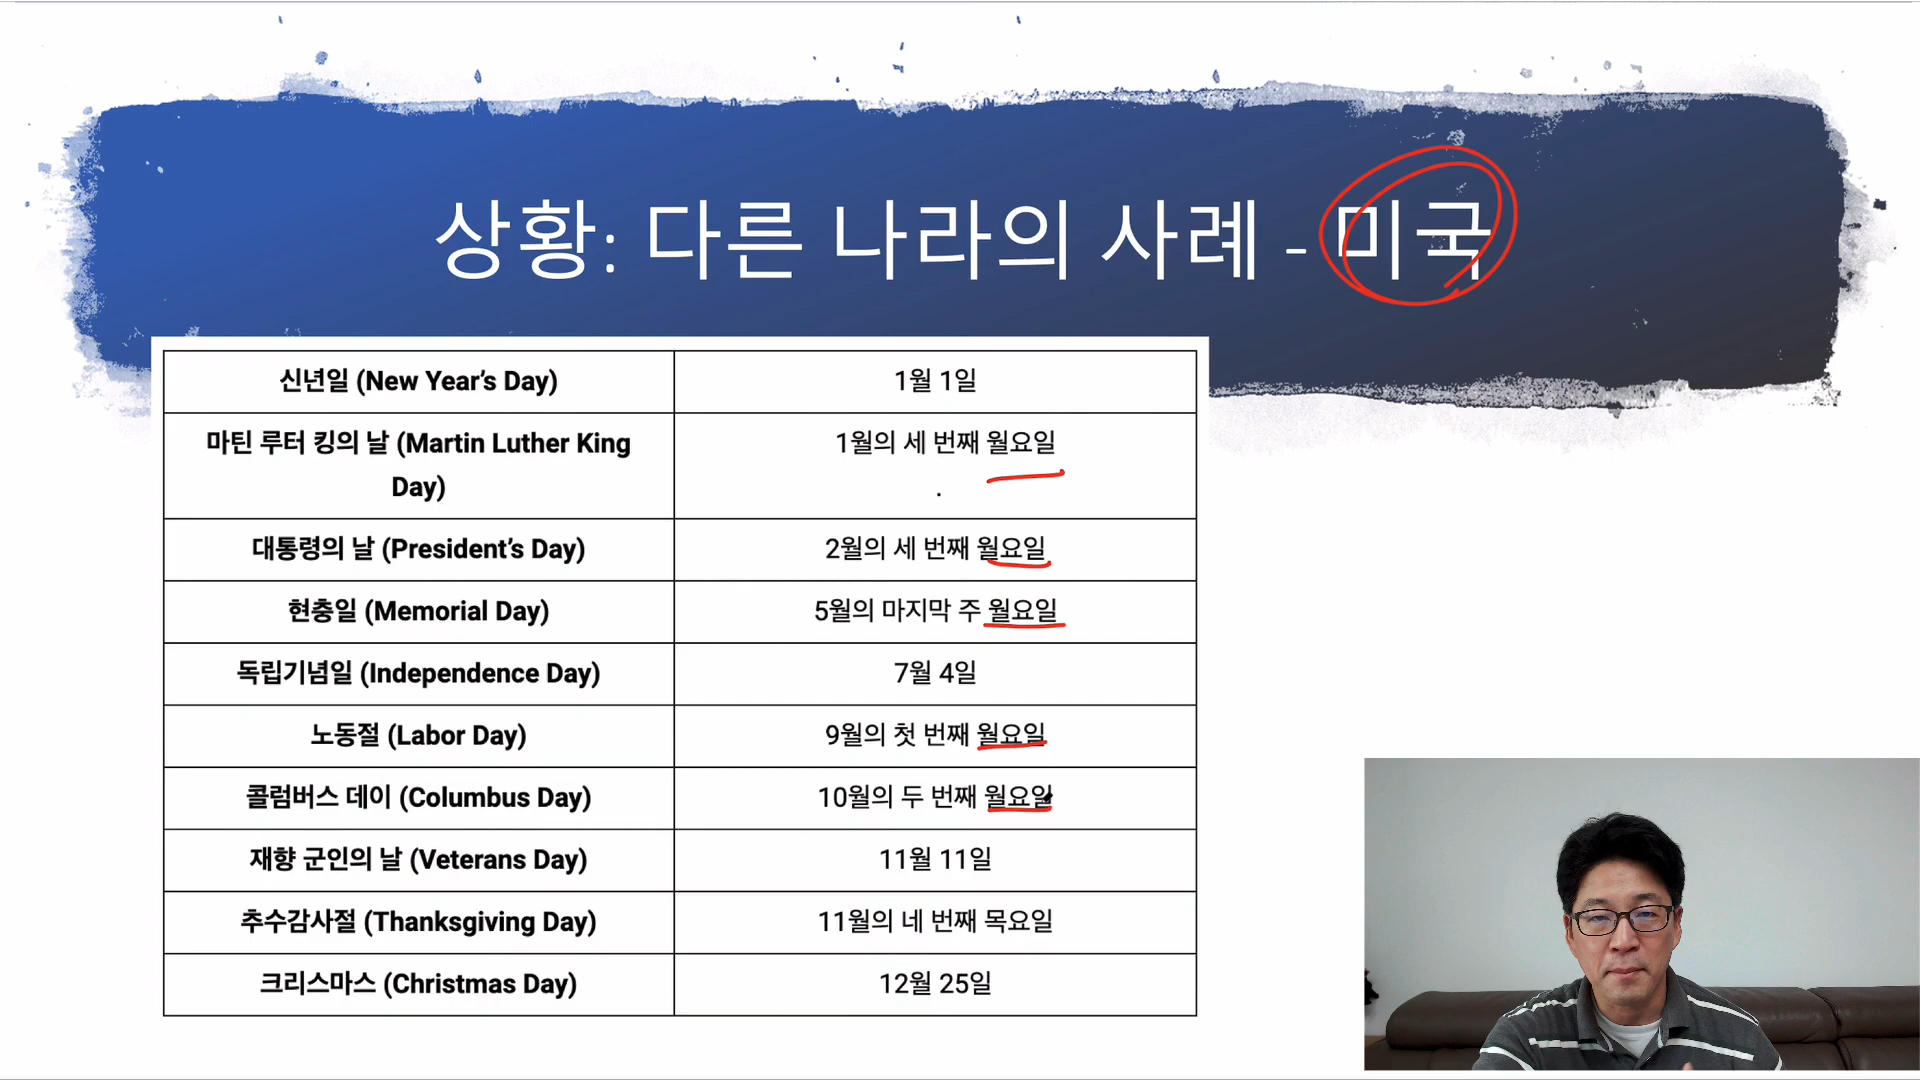 상황: 다른 나라의 사례 - 미국
신년일 (New Year's Day) 1월 1일
마틴 루터 킹의 날 (Martin Luther King 1월의 세 번째 월요일
Day) .
대통령의 날 (President's Day) 2월의 세 번째 월요일
현충일 (Memorial Day) 5월의 마지막 주 월요일
독립기념일 (Independence Day) 7월 4일
노동절 (Labor Day) 9월의 첫 번째 월요일
콜럼버스 데이 (Columbus Day) 10월의 두 번째 월요일
재향 군인의 날 (Veterans Day) 11월 11일
추수감사절 (Thanksgiving Day) 11월의 네 번째 목요일
크리스마스 (Christmas Day) 12월 25일